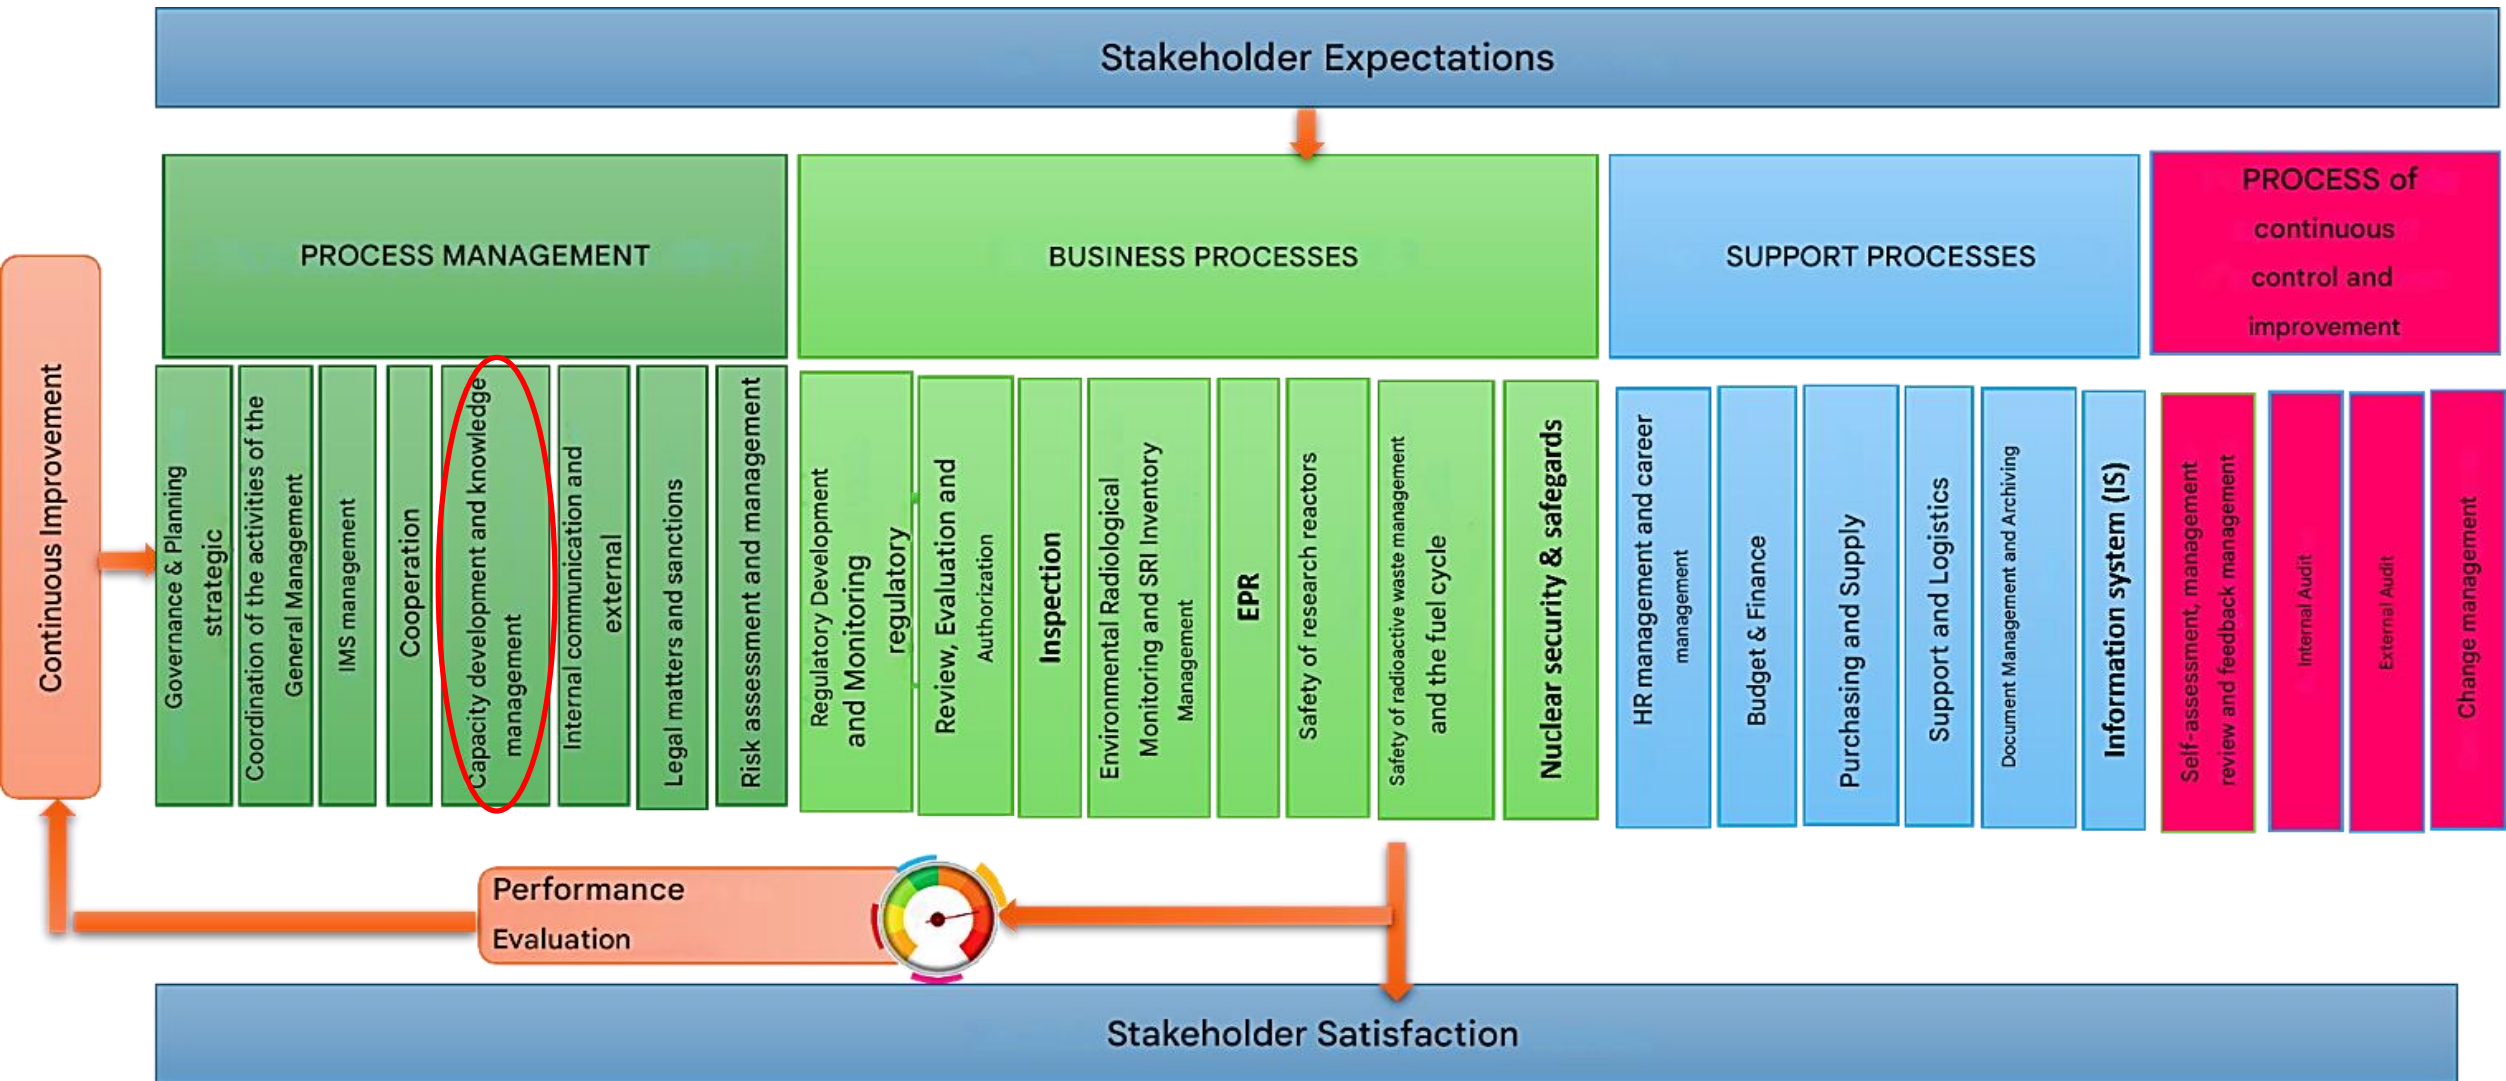 Stakeholder Expectations
PROCESS MANAGEMENT
BUSINESS PROCESSES
SUPPORT PROCESSES
PROCESS of
continuous
control and
improvement
Continuous Improvement
Governance & Planning
strategic
Coordination of the activities of the
General Management
IMS management
Cooperation
Capacity development and knowledge
management
Internal communication and
external
Legal matters and sanctions
Risk assessment and management
Regulatory Development
and Monitoring
regulatory
Review, Evaluation and
Authorization
Inspection
Environmental Radiological
Monitoring and SRI Inventory
Management
EPR
Safety of research reactors
Safety of radioactive waste management
and the fuel cycle
Nuclear security & safegards
HR management and career
management
Budget & Finance
Purchasing and Supply
Support and Logistics
Document Management and Archiving
Information system (IS)
Self-assessment, management
review and feedback management
Internal Audit
External Audit
Change management
Performance
Evaluation
Stakeholder Satisfaction